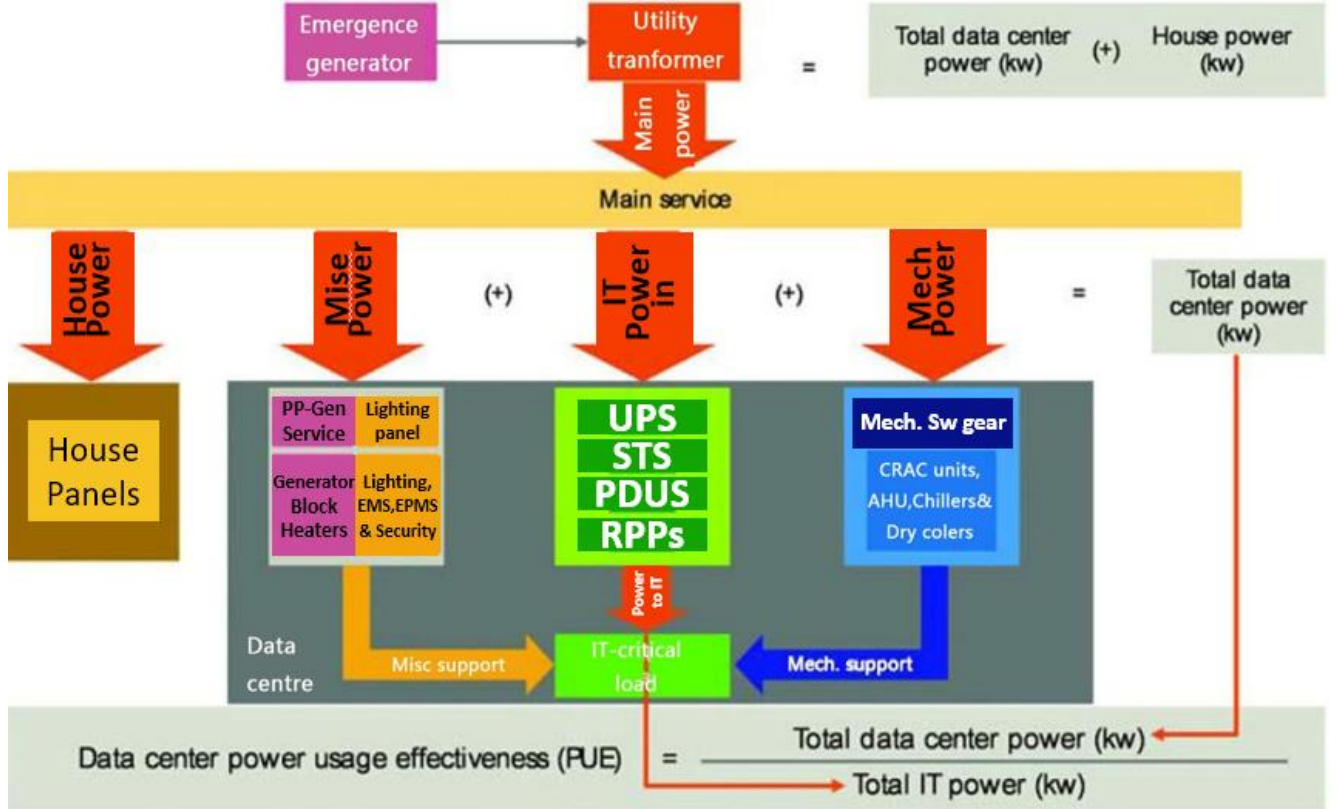 Emergence
generator
Utility
tranformer
=
Total data center
power (kw)
(+)
House power
(kw)
Main
power
Main service
House
Power
Mise
Power
(+)
IT
Power
in
(+)
Mech
Power
=
Total data
center power
(kw)
House
Panels
PP-Gen
Service
Lighting
panel
Generator
Block
Heaters
Lighting,
EMS,EPMS
& Security
UPS
STS
PDUS
RPPs
Mech. Sw gear
CRAC units,
AHU,Chillers&
Dry colers
Power
to IT
Data
centre
Misc support
IT-critical
load
Mech. support
Data center power usage effectiveness (PUE)
=
Total data center power (kw)
Total IT power (kw)